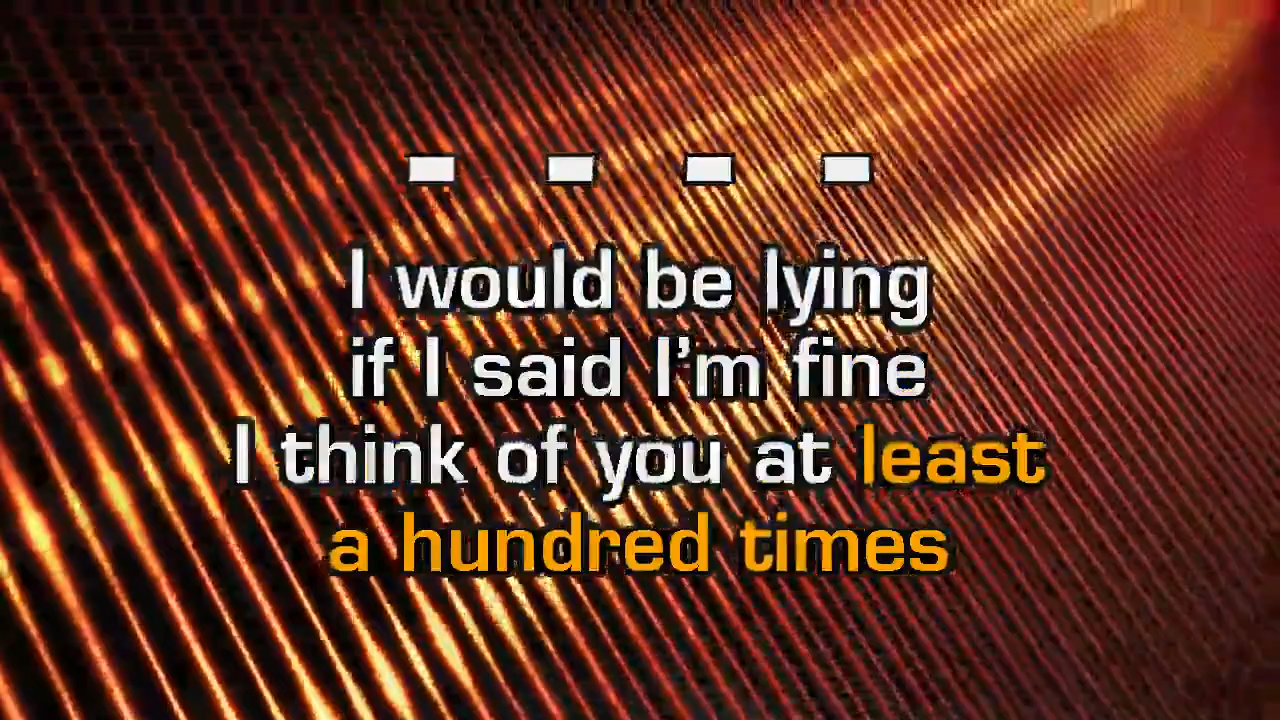 I would be lying
if I said I'm fine
I think of you at least
a hundred times